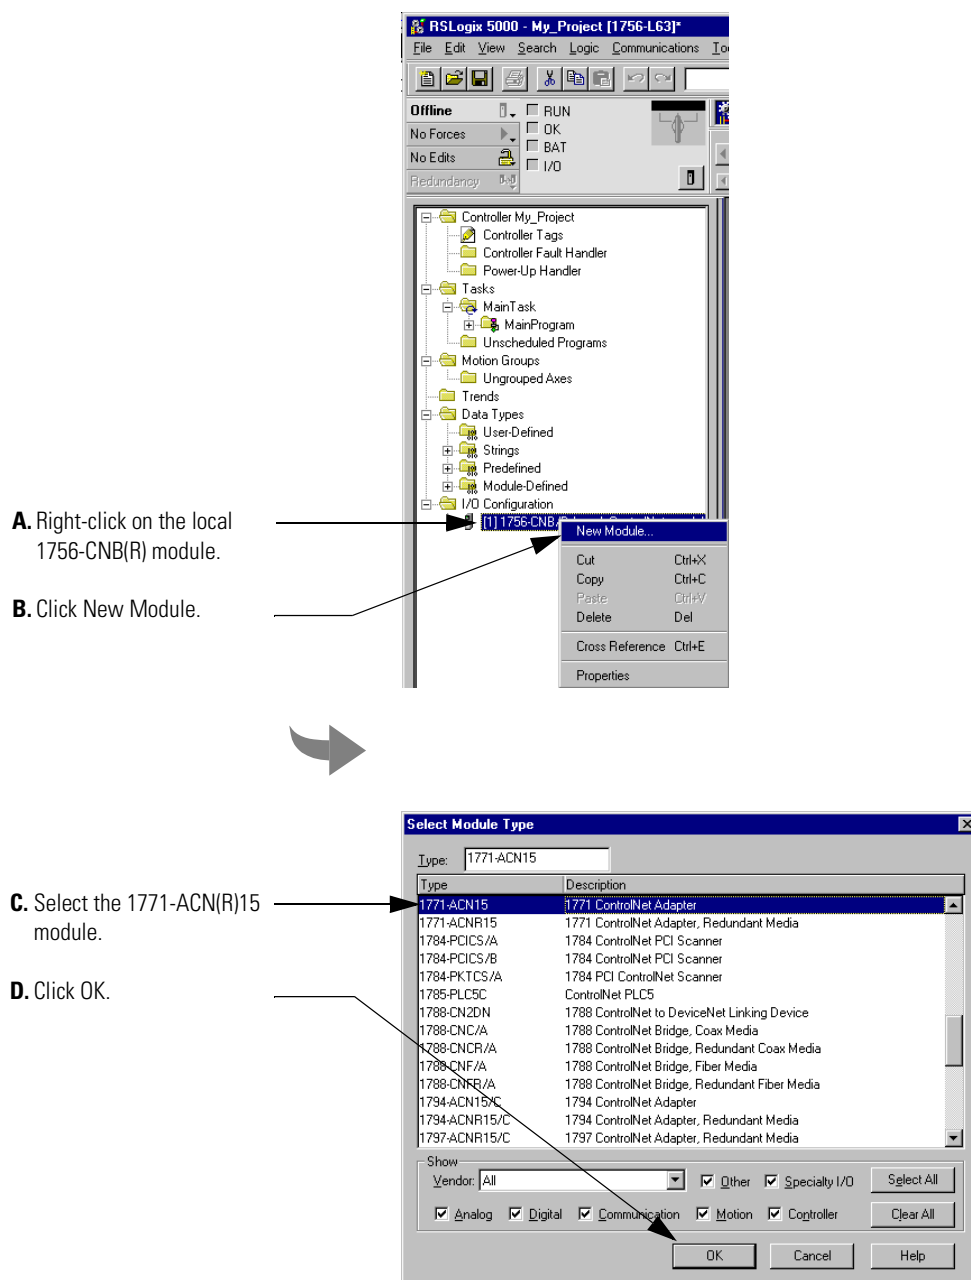 RSLogix 5000 - My_Project [1756-L63]*
File Edit View Search Logic Communications
Offline
RUN
No Forces
OK
BAT
No Edits
I/O
Redundancy
Controller My_Project
Controller Tags
Controller Fault Handler
Power-Up Handler
Tasks
MainTask
MainProgram
Unscheduled Programs
Motion Groups
Ungrouped Axes
Trends
Data Types
User-Defined
Strings
Predefined
Module-Defined
I/O Configuration
[1] 1756-CNB/
A. Right-click on the local
1756-CNB(R) module.
B. Click New Module.
New Module...
Cut Ctrl+X
Copy Ctrl+C
Paste Ctrl+V
Delete Del
Cross Reference Ctrl+E
Properties
C. Select the 1771-ACN(R)15
module.
D. Click OK.
Select Module Type
Type: 1771-ACN15
Type Description
1771-ACN15 1771 ControlNet Adapter
1771-ACNR15 1771 ControlNet Adapter, Redundant Media
1784-PCICS/A 1784 ControlNet PCI Scanner
1784-PCICS/B 1784 ControlNet PCI Scanner
1784-PKTCS/A 1784 PCI ControlNet Scanner
1785-PLC5C ControlNet PLC5
1788-CN2DN 1788 ControlNet to DeviceNet Linking Device
1788-CNC/A 1788 ControlNet Bridge, Coax Media
1788-CNCR/A 1788 ControlNet Bridge, Redundant Coax Media
1788-CNF/A 1788 ControlNet Bridge, Fiber Media
1788-CNFR/A 1788 ControlNet Bridge, Redundant Fiber Media
1794-ACN15/C 1794 ControlNet Adapter
1794-ACNR15/C 1794 ControlNet Adapter, Redundant Media
1797-ACNR15/C 1797 ControlNet Adapter, Redundant Media
Show
Vendor: All Other Specialty I/O Select All
Analog Digital Communication Motion Controller Clear All
OK Cancel Help